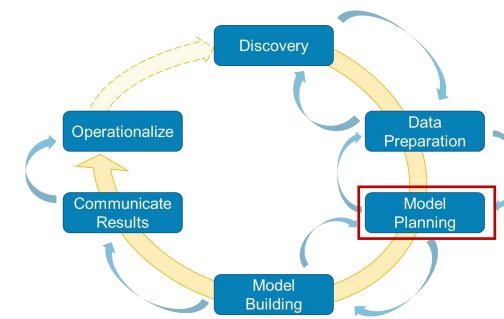 Discovery
Data
Preparation
Model
Planning
Model
Building
Communicate
Results
Operationalize